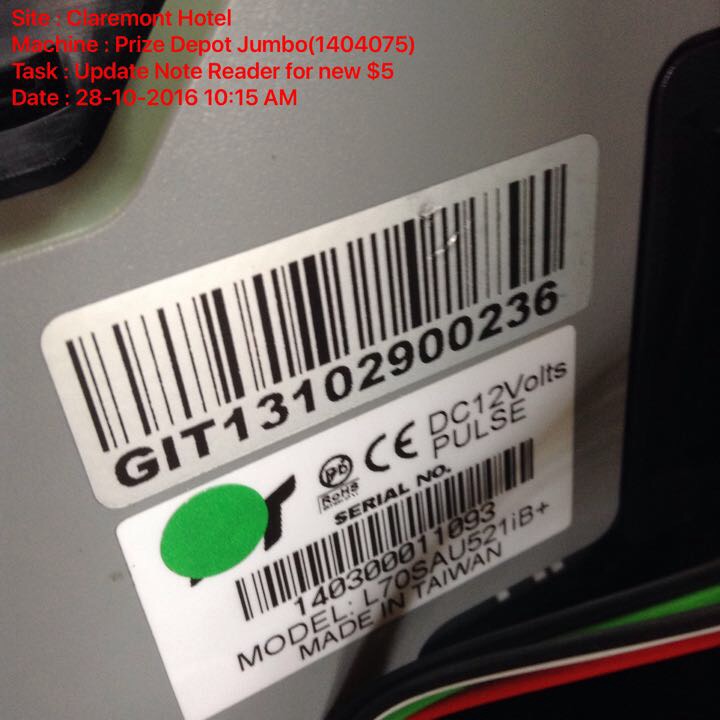 Site : Claremont Hotel
Machine : Prize Depot Jumbo(1404075)
Task : Update Note Reader for new $5
Date : 28-10-2016 10:15 AM
GIT13102900236
Pb CE DC12Volts
RoHS PULSE
SERIAL NO.
140300011093
MODEL: L70SAU521iB+
MADE IN TAIWAN